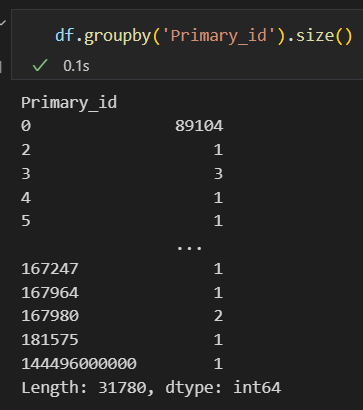 df.groupby('Primary_id').size()
0.1s
Primary_id
0 89104
2 1
3 3
4 1
5 1
...
167247 1
167964 1
167980 2
181575 1
144496000000 1
Length: 31780, dtype: int64